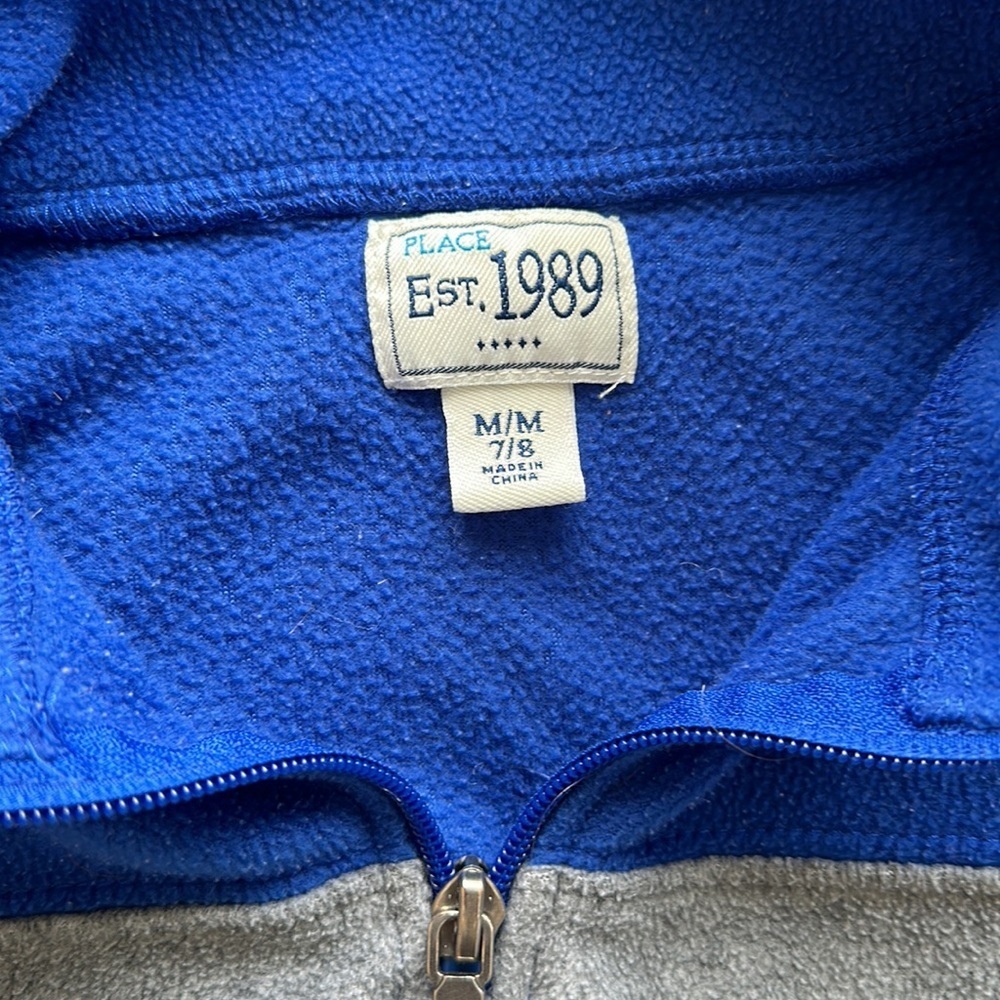 PLACE
EST. 1989
M/M
7/8
MADE IN
CHINA